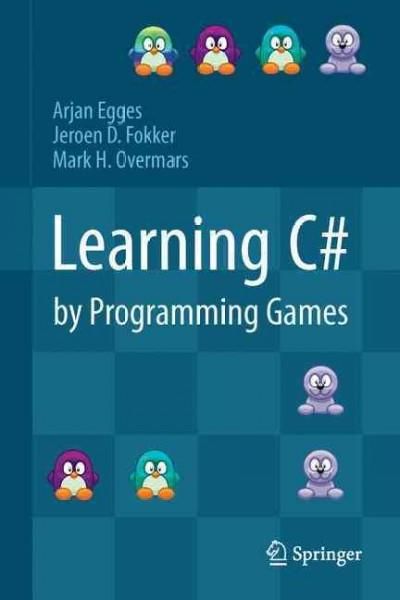 Arjan Egges
Jeroen D. Fokker
Mark H. Overmars
Learning C#
by Programming Games
Springer